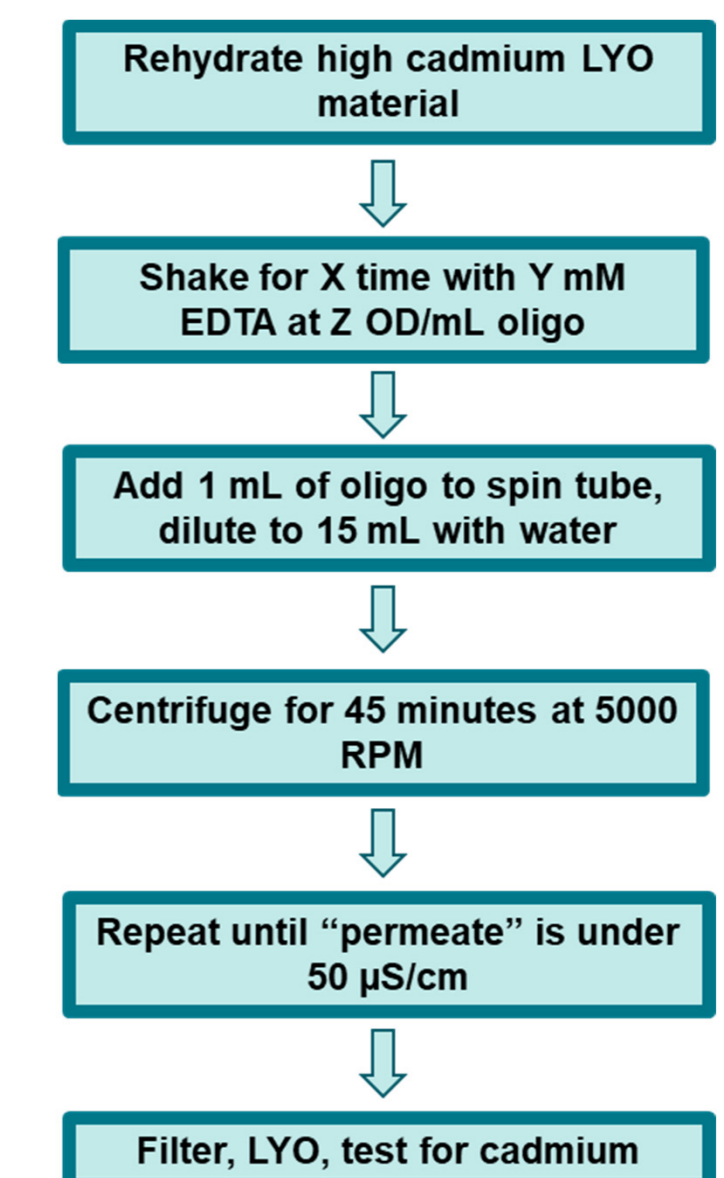 Rehydrate high cadmium LYO
material
Shake for X time with Y mM
EDTA at Z OD/mL oligo
Add 1 mL of oligo to spin tube,
dilute to 15 mL with water
Centrifuge for 45 minutes at 5000
RPM
Repeat until “permeate” is under
50 µS/cm
Filter, LYO, test for cadmium